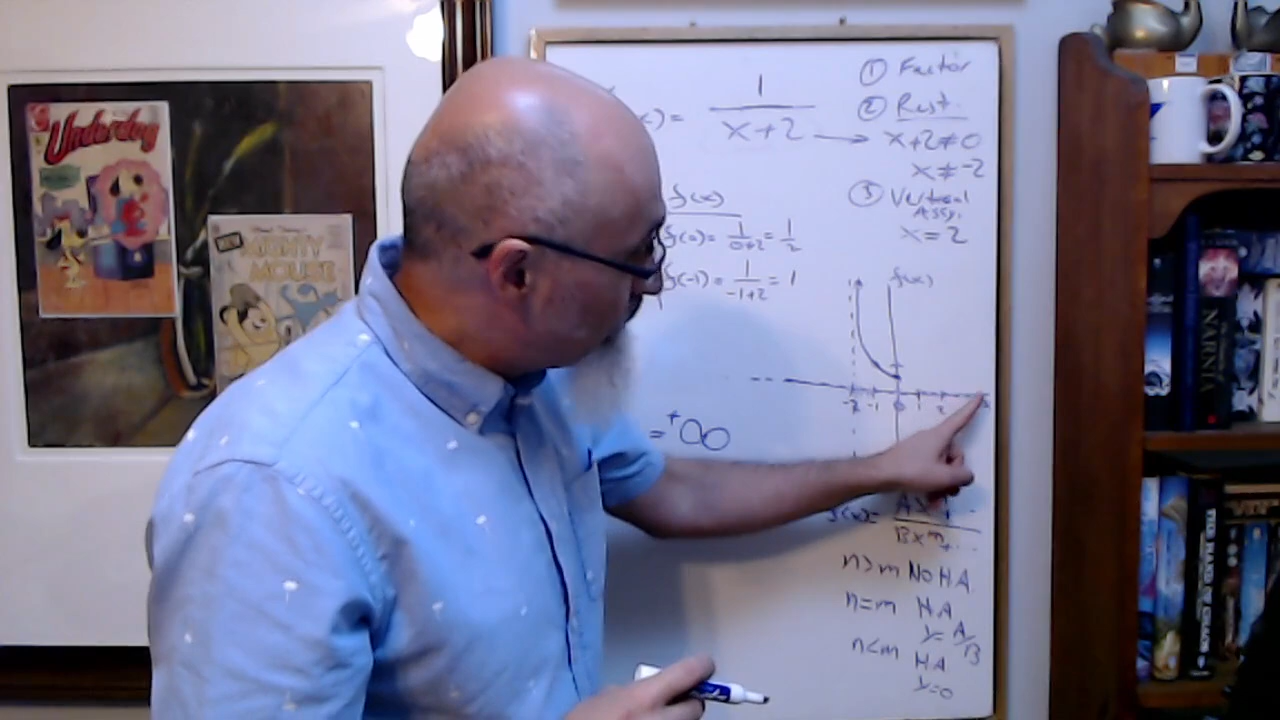 Underdog
MIGHTY
MOUSE
x) = 1
x+2
① Factor
② Rest.
x+2≠0
x≠-2
③ Vertical
Asy.
x=2
f(x)
f(0)= 1/0+2 = 1/2
f(-1)= 1/-1+2 = 1
f(x)
-2 -1 0 1 2
= +∞
f(x)=
Bxᵐ+...
n>m No HA
n=m HA
y=A/B
n<m HA
y=0
NARNIA